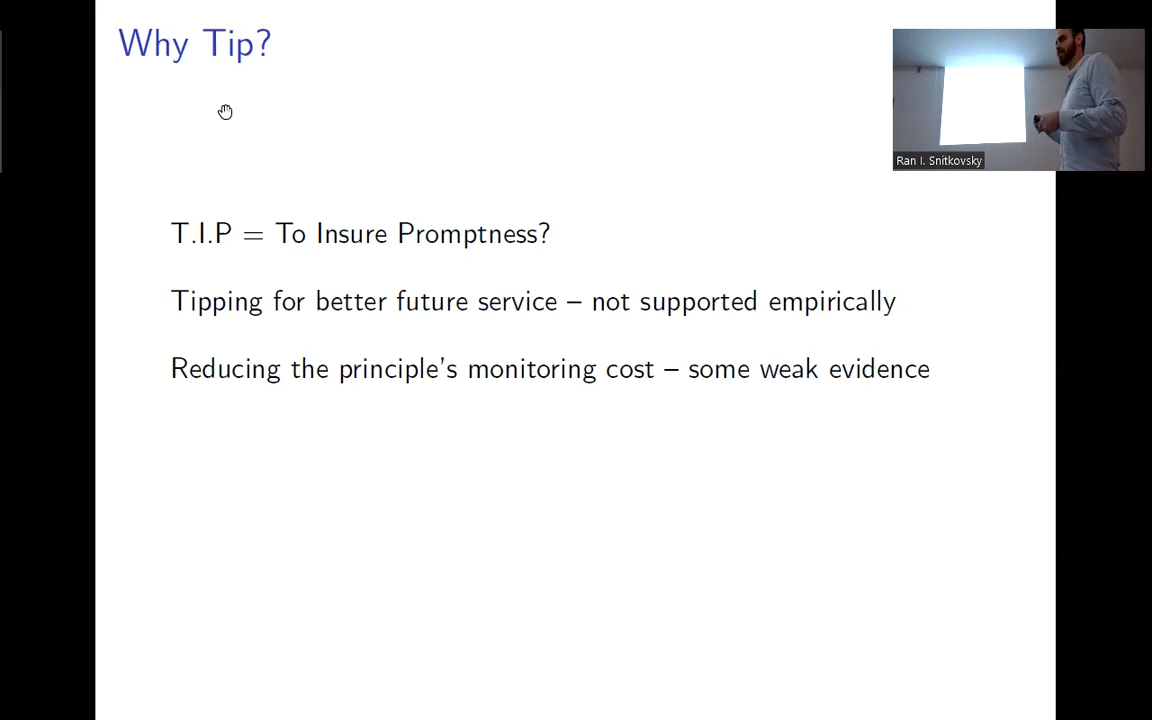 Why Tip?
Ran I. Snitkovsky
T.I.P = To Insure Promptness?
Tipping for better future service – not supported empirically
Reducing the principle's monitoring cost – some weak evidence